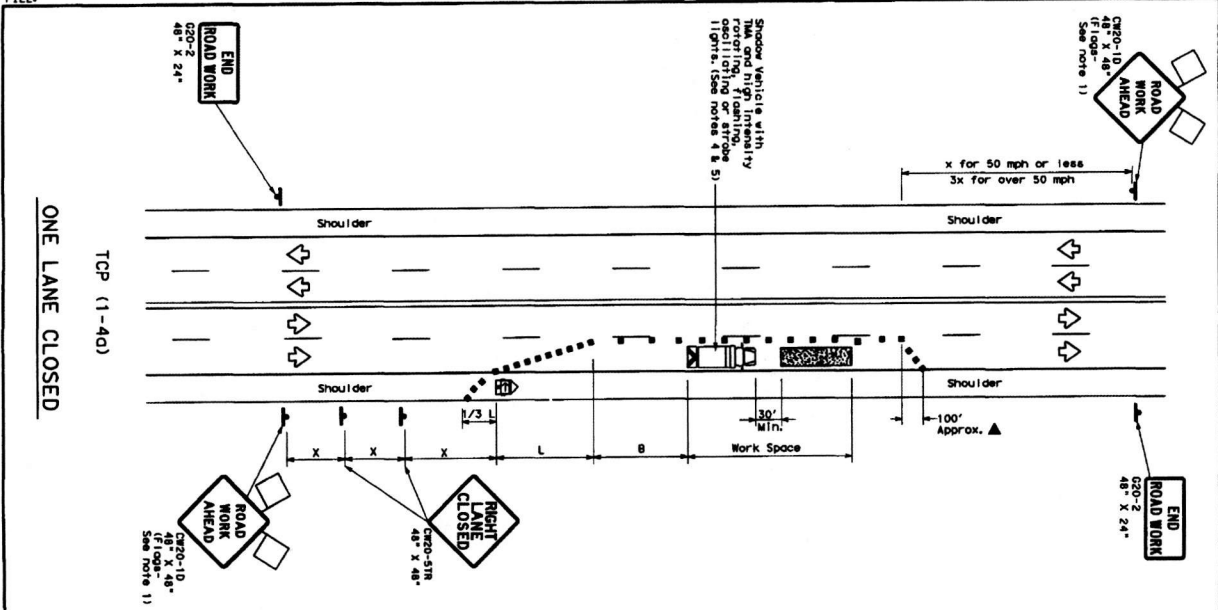 FILE:
END
ROAD WORK
G20-2
48" X 24"
Shadow Vehicle with
TMA and high intensity
rotating, flashing,
oscillating or strobe
lights. (See notes 4 & 5)
ROAD
WORK
AHEAD
CW20-1D
48" X 48"
(Flags-
See note 1)
x for 50 mph or less
3x for over 50 mph
Shoulder
Shoulder
Shoulder
Shoulder
1/3 L
X
X
X
L
B
30'
Min.
Work Space
100'
Approx. ▲
RIGHT
LANE
CLOSED
CW20-5TR
48" X 48"
ROAD
WORK
AHEAD
CW20-1D
48" X 48"
(Flags-
See note 1)
END
ROAD WORK
G20-2
48" X 24"
TCP (1-4a)
ONE LANE CLOSED